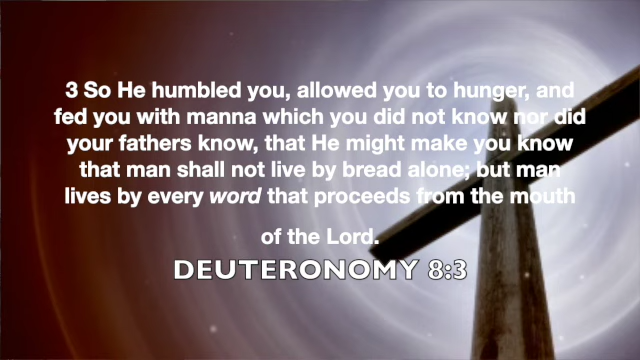 3 So He humbled you, allowed you to hunger, and
fed you with manna which you did not know nor did
your fathers know, that He might make you know
that man shall not live by bread alone; but man
lives by every word that proceeds from the mouth
of the Lord.
DEUTERONOMY 8:3